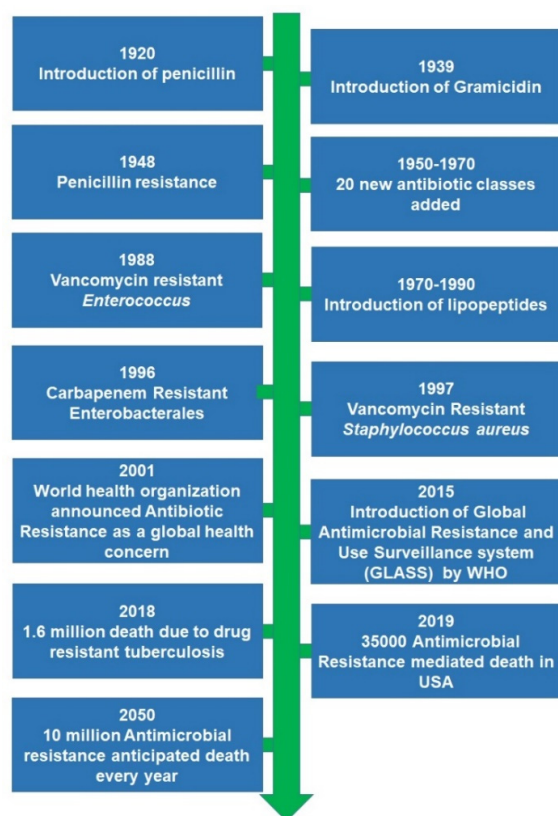 1920
Introduction of penicillin
1939
Introduction of Gramicidin
1948
Penicillin resistance
1950-1970
20 new antibiotic classes
added
1988
Vancomycin resistant
Enterococcus
1970-1990
Introduction of lipopeptides
1996
Carbapenem Resistant
Enterobacterales
1997
Vancomycin Resistant
Staphylococcus aureus
2001
World health organization
announced Antibiotic
Resistance as a global health
concern
2015
Introduction of Global
Antimicrobial Resistance and
Use Surveillance system
(GLASS) by WHO
2018
1.6 million death due to drug
resistant tuberculosis
2019
35000 Antimicrobial
Resistance mediated death in
USA
2050
10 million Antimicrobial
resistance anticipated death
every year